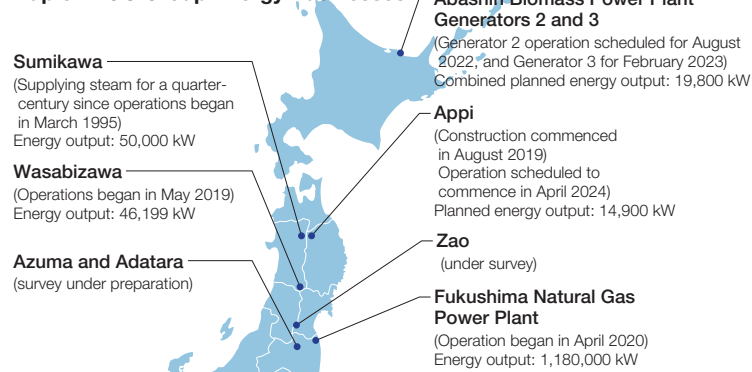 Abashiri Biomass Power Plant
Generators 2 and 3
(Generator 2 operation scheduled for August
2022, and Generator 3 for February 2023)
Combined planned energy output: 19,800 kW
Sumikawa
(Supplying steam for a quarter-
century since operations began
in March 1995)
Energy output: 50,000 kW
Appi
(Construction commenced
in August 2019)
Operation scheduled to
commence in April 2024)
Planned energy output: 14,900 kW
Wasabizawa
(Operations began in May 2019)
Energy output: 46,199 kW
Zao
(under survey)
Azuma and Adatara
(survey under preparation)
Fukushima Natural Gas
Power Plant
(Operation began in April 2020)
Energy output: 1,180,000 kW